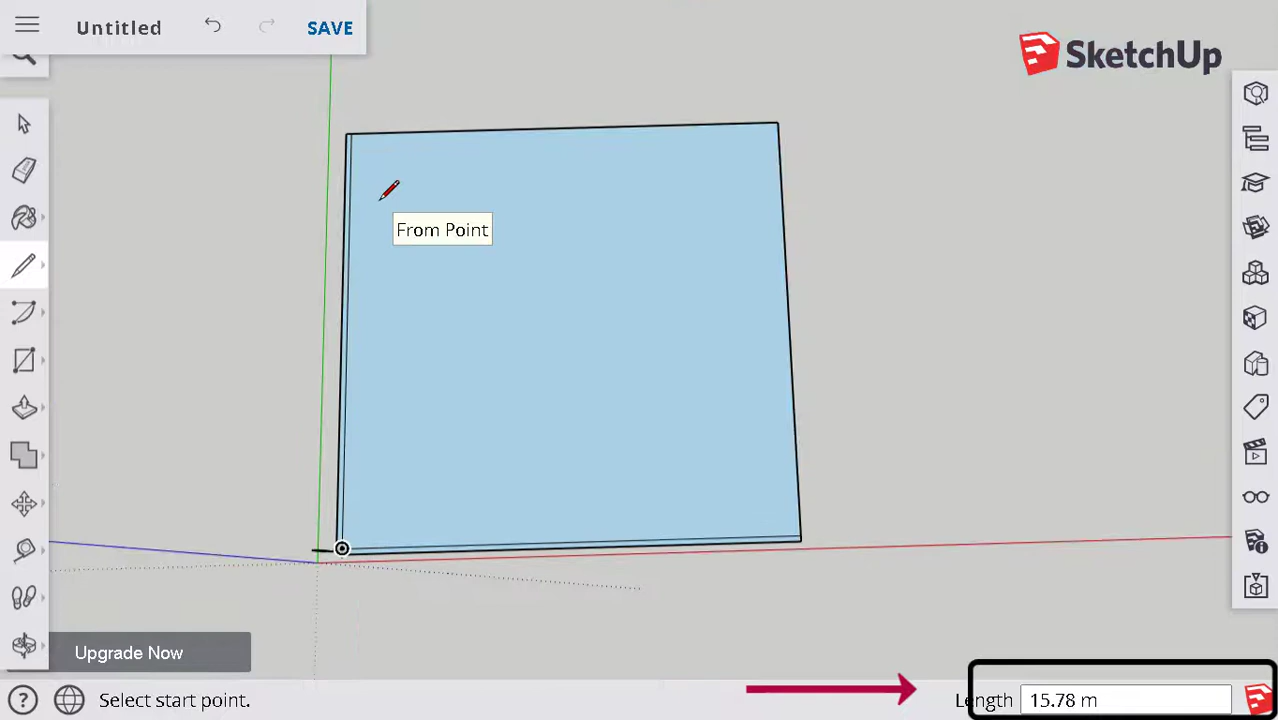 Untitled
SAVE
SketchUp
From Point
Upgrade Now
Select start point.
Length 15.78 m